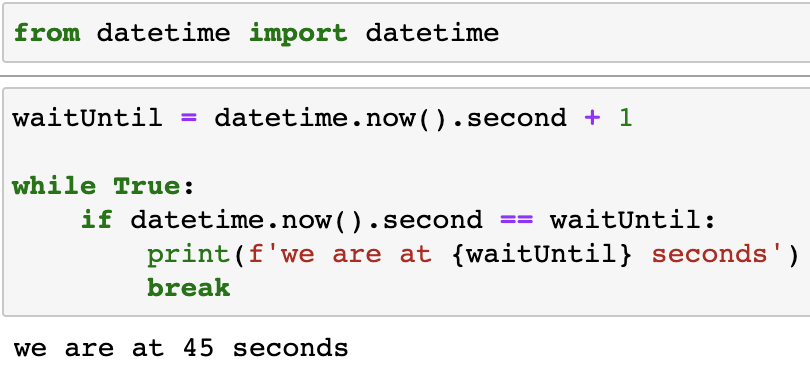 from datetime import datetime
waitUntil = datetime.now().second + 1
while True:
    if datetime.now().second == waitUntil:
        print(f'we are at {waitUntil} seconds')
        break
we are at 45 seconds